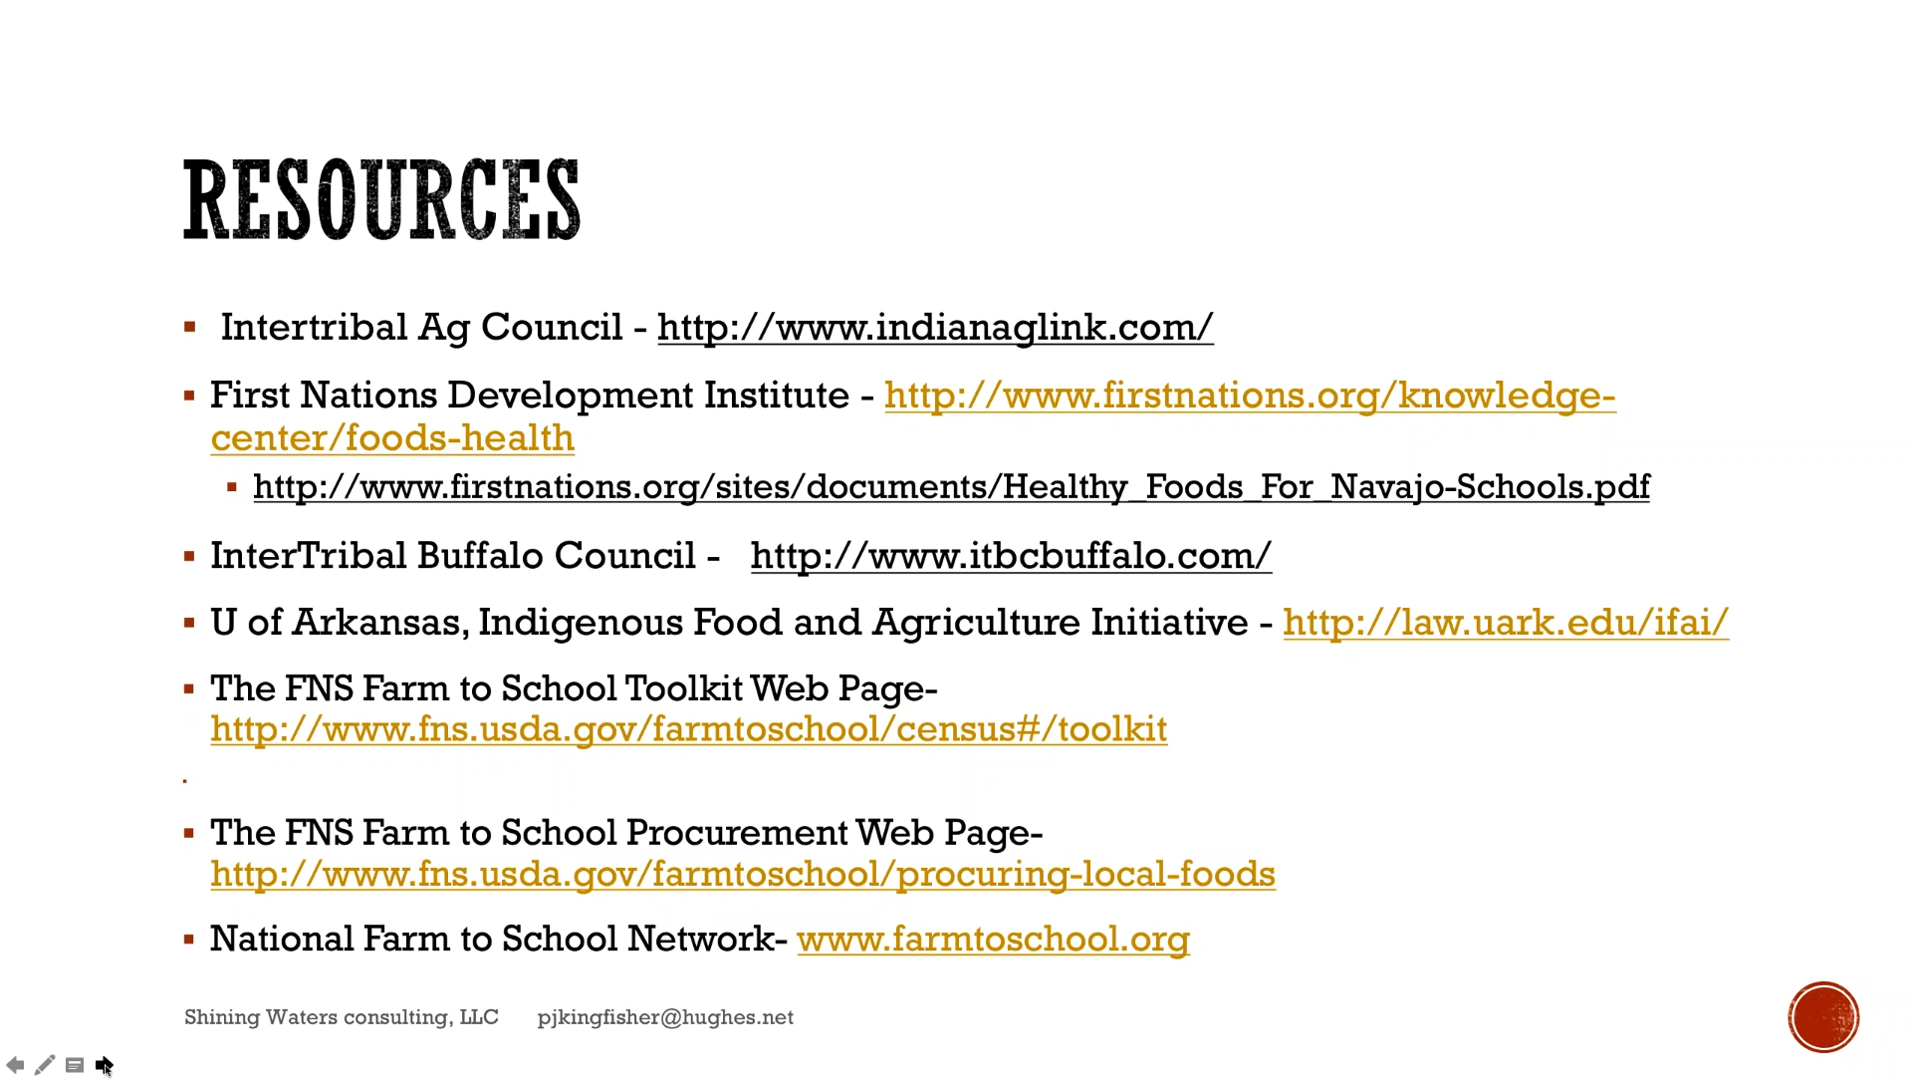 RESOURCES
Intertribal Ag Council - http://www.indianaglink.com/
First Nations Development Institute - http://www.firstnations.org/knowledge-
center/foods-health
http://www.firstnations.org/sites/documents/Healthy_Foods_For_Navajo-Schools.pdf
InterTribal Buffalo Council - http://www.itbcbuffalo.com/
U of Arkansas, Indigenous Food and Agriculture Initiative - http://law.uark.edu/ifai/
The FNS Farm to School Toolkit Web Page-
http://www.fns.usda.gov/farmtoschool/census#/toolkit
The FNS Farm to School Procurement Web Page-
http://www.fns.usda.gov/farmtoschool/procuring-local-foods
National Farm to School Network- www.farmtoschool.org
Shining Waters consulting, LLC pjkingfisher@hughes.net